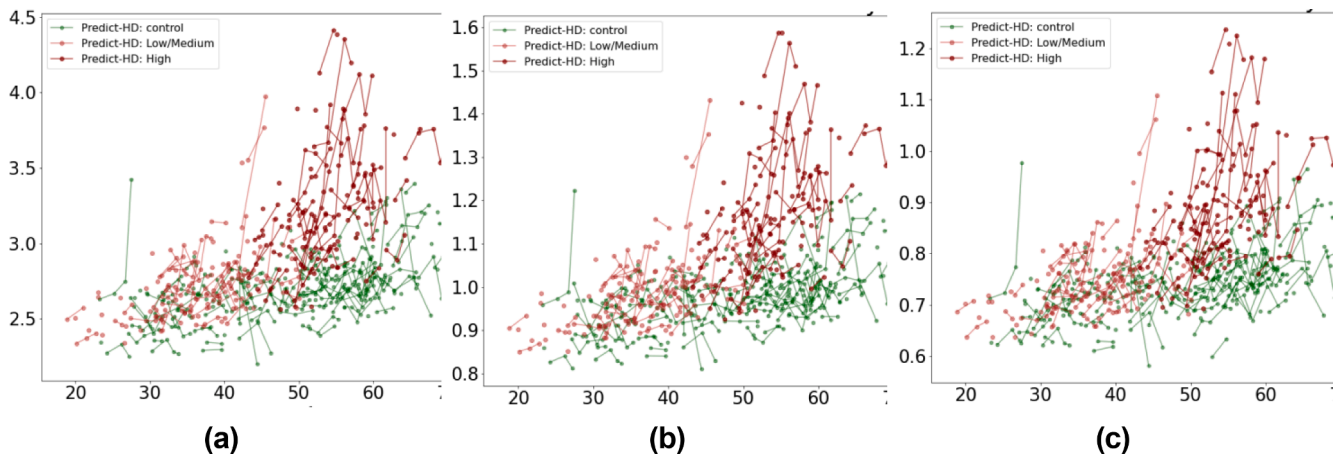 4.5
4.0
3.5
3.0
2.5
20 30 40 50 60
Predict-HD: control
Predict-HD: Low/Medium
Predict-HD: High
(a)
1.6
1.5
1.4
1.3
1.2
1.1
1.0
0.9
0.8
20 30 40 50 60
Predict-HD: control
Predict-HD: Low/Medium
Predict-HD: High
(b)
1.2
1.1
1.0
0.9
0.8
0.7
0.6
20 30 40 50 60
Predict-HD: control
Predict-HD: Low/Medium
Predict-HD: High
(c)